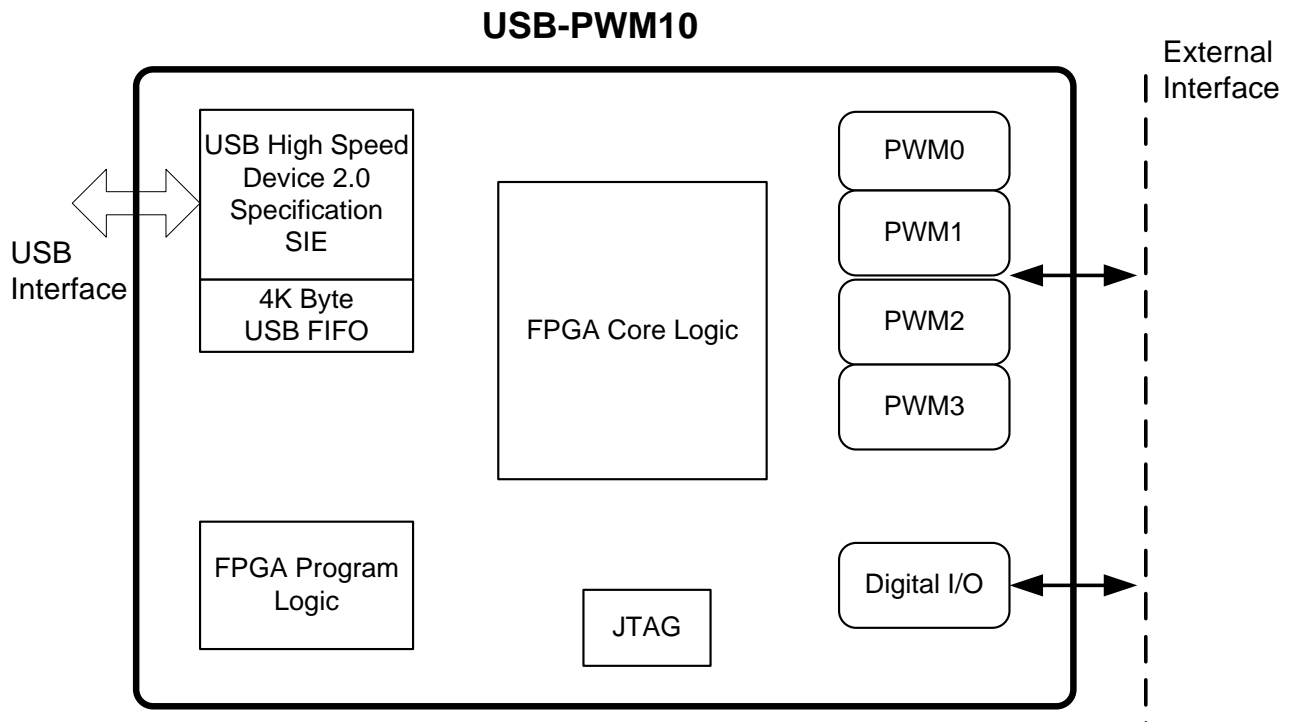 USB-PWM10
External
Interface
USB High Speed
Device 2.0
Specification
SIE
4K Byte
USB FIFO
USB
Interface
FPGA Core Logic
PWM0
PWM1
PWM2
PWM3
FPGA Program
Logic
JTAG
Digital I/O